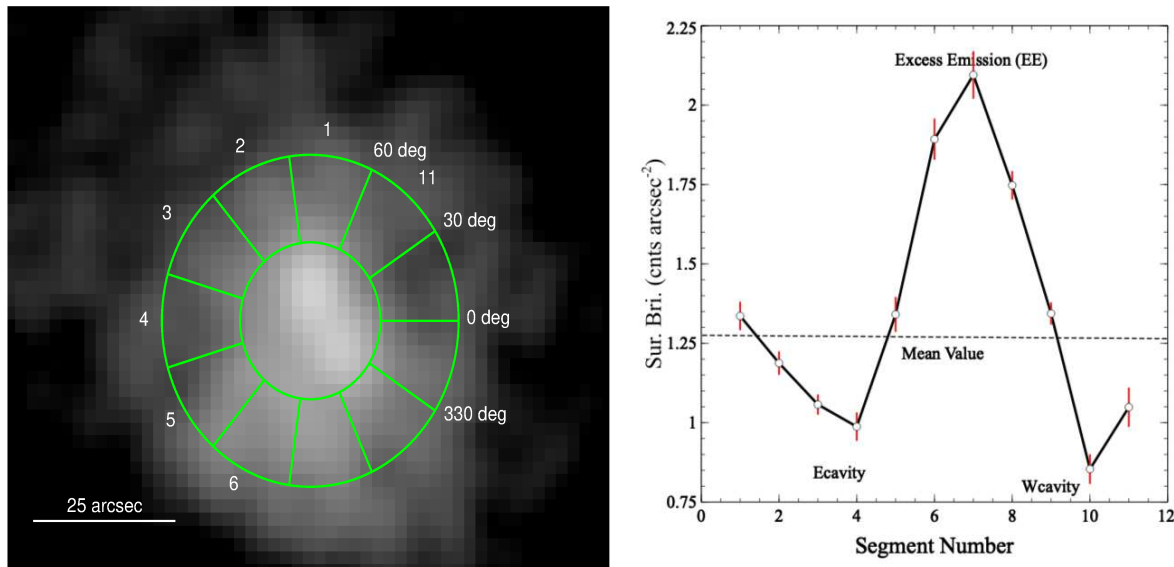 1
2
60 deg
11
3
30 deg
4
0 deg
5
330 deg
6
25 arcsec
2.25
2
1.75
1.5
1.25
1
0.75
Sur. Bri. (cnts arcsec-2)
Excess Emission (EE)
Mean Value
Ecavity
Wcavity
0 2 4 6 8 10 12
Segment Number